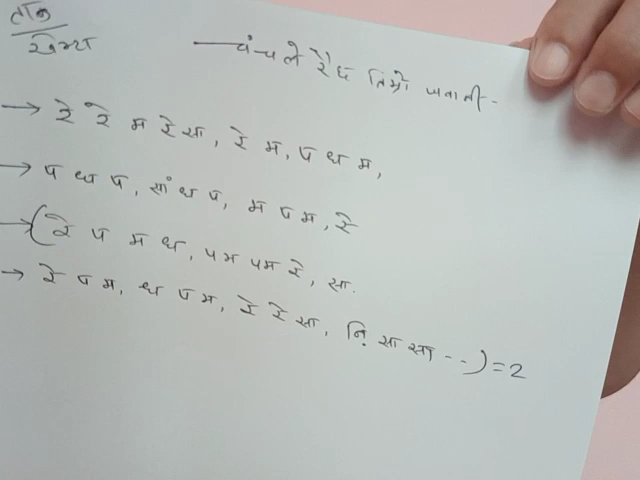 ताल
खेम्टा
— चंचले रैछ तिम्रो जवानी -
→ रे रे म रे सा, रे म, प ध म,
→ प ध प, सां ध प, म प म, रे
→ (रे प म ध, प म प म रे, सा.
→ रे प म, ध प म, रे रे सा, नि़ सा सा - -) = 2